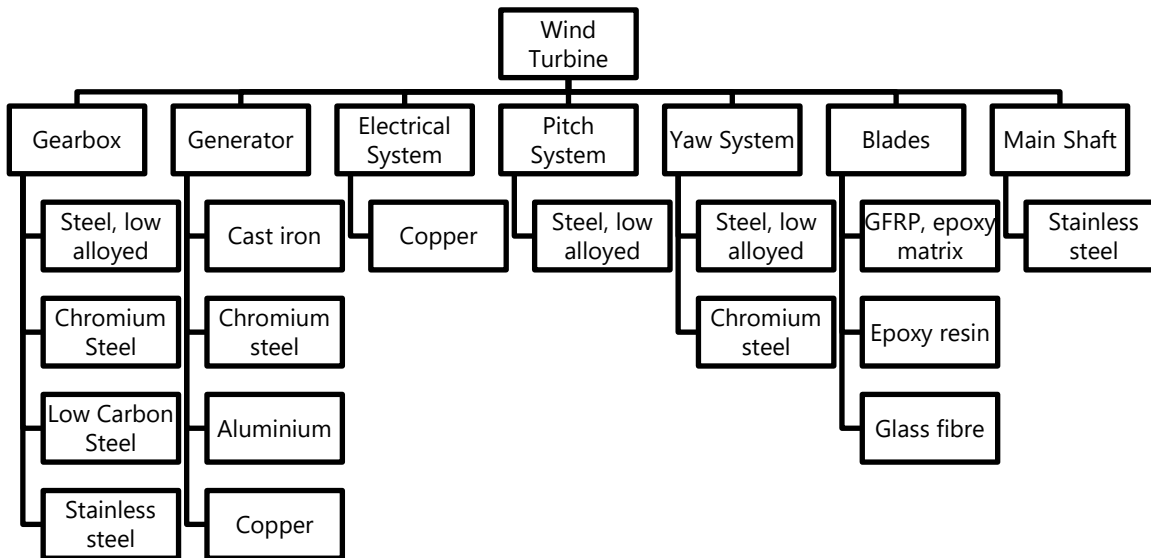 Wind
Turbine
Gearbox
Generator
Electrical
System
Pitch
System
Yaw System
Blades
Main Shaft
Steel, low
alloyed
Cast iron
Copper
Steel, low
alloyed
Steel, low
alloyed
GFRP, epoxy
matrix
Stainless
steel
Chromium
Steel
Chromium
steel
Chromium
steel
Epoxy resin
Low Carbon
Steel
Aluminium
Glass fibre
Stainless
steel
Copper